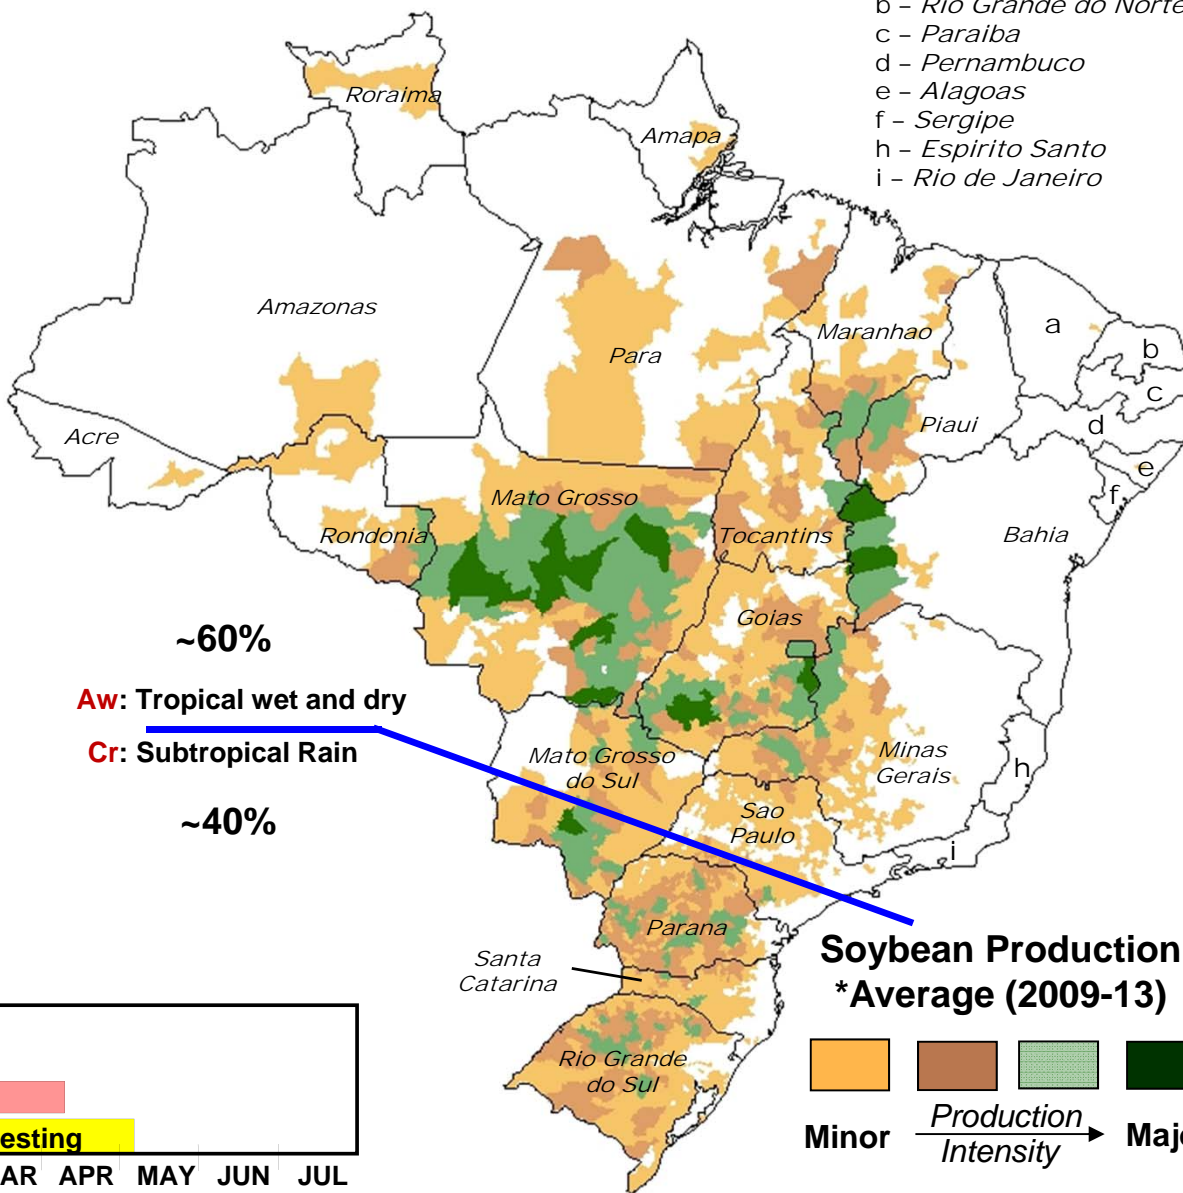 b – Rio Grande do Norte
c – Paraiba
d – Pernambuco
e – Alagoas
f – Sergipe
h – Espirito Santo
i – Rio de Janeiro
Roraima
Amapa
Amazonas
Para
Maranhao
a
b
c
d
e
f
Piaui
Acre
Mato Grosso
Rondonia
Tocantins
Bahia
Goias
~60%
Aw: Tropical wet and dry
Cr: Subtropical Rain
~40%
Mato Grosso
do Sul
Minas
Gerais
h
Sao
Paulo
i
Parana
Santa
Catarina
Rio Grande
do Sul
Soybean Production
*Average (2009-13)
Minor
Production
Intensity
Majo
esting
AR APR MAY JUN JUL